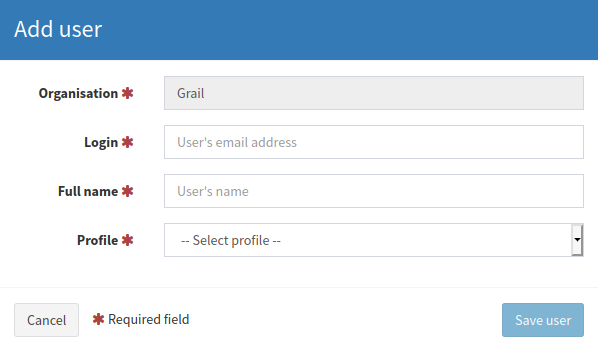 Add user
Organisation ✱ Grail
Login ✱ User's email address
Full name ✱ User's name
Profile ✱ -- Select profile --
Cancel ✱ Required field Save user